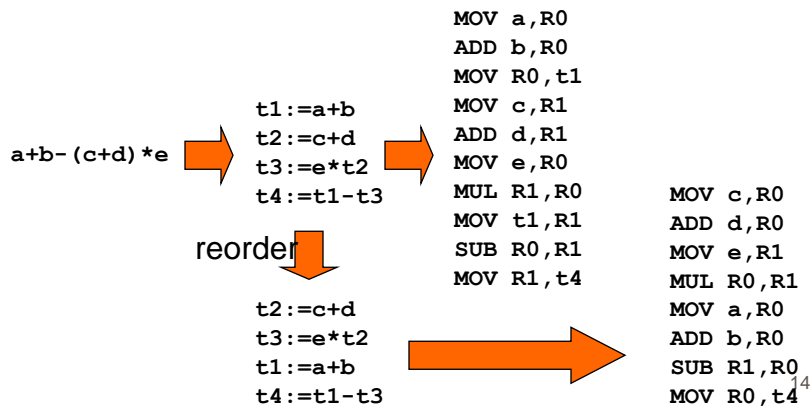 a+b-(c+d)*e
t1:=a+b
t2:=c+d
t3:=e*t2
t4:=t1-t3
MOV a,R0
ADD b,R0
MOV R0,t1
MOV c,R1
ADD d,R1
MOV e,R0
MUL R1,R0
MOV t1,R1
SUB R0,R1
MOV R1,t4
reorder
t2:=c+d
t3:=e*t2
t1:=a+b
t4:=t1-t3
MOV c,R0
ADD d,R0
MOV e,R1
MUL R0,R1
MOV a,R0
ADD b,R0
SUB R1,R0
MOV R0,t4
14